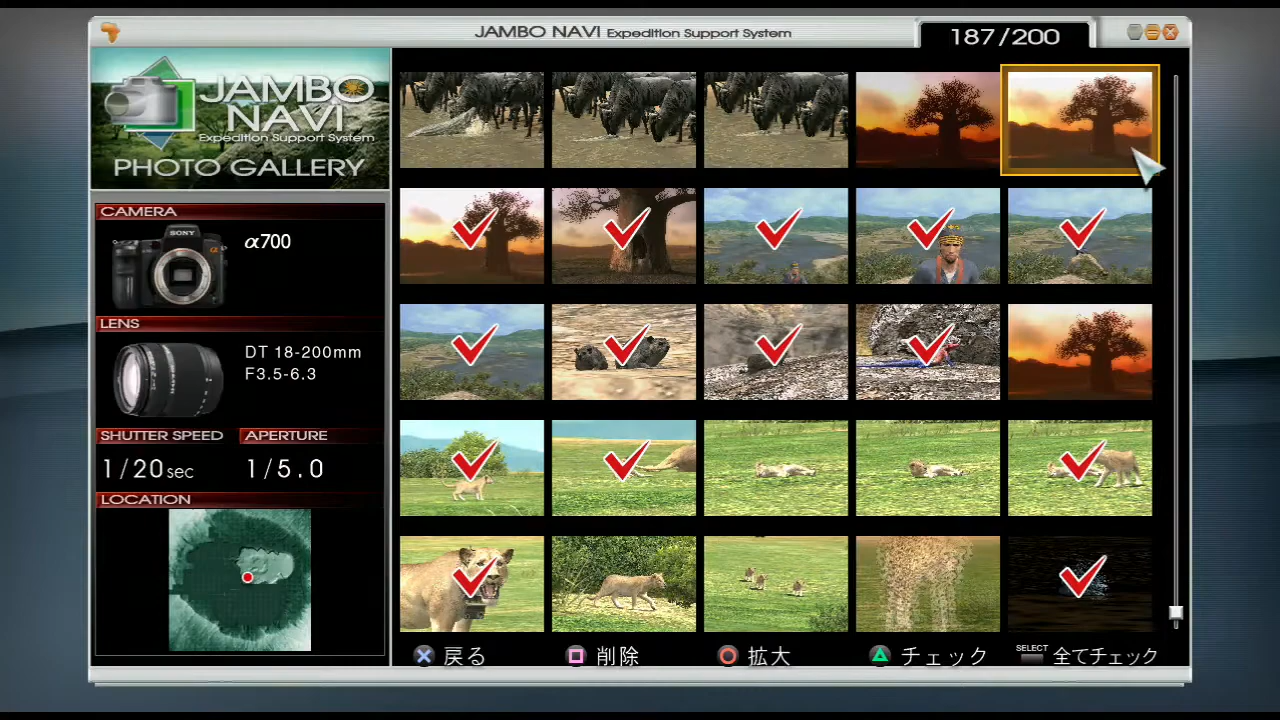 JAMBO NAVI Expedition Support System
187/200
JAMBO
NAVI
Expedition Support System
PHOTO GALLERY
CAMERA
SONY
α
α700
LENS
DT 18-200mm
F3.5-6.3
SHUTTER SPEED
APERTURE
1/20sec
1/5.0
LOCATION
戻る
削除
拡大
チェック
SELECT
全てチェック